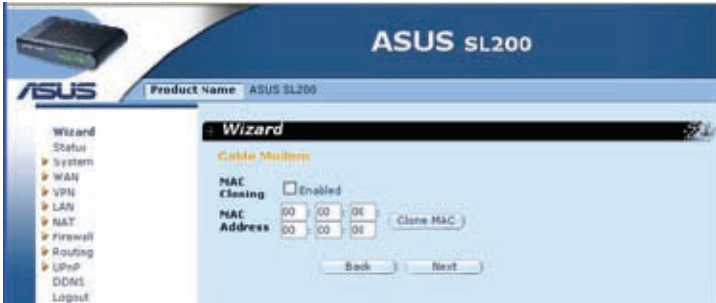 ASUS SL200
ASUS
Product Name ASUS SL200
Wizard
Status
System
WAN
VPN
LAN
NAT
Firewall
Routing
UPnP
DDNS
Logout
Wizard
Cable Modem
MAC Cloning Enabled
MAC Address 00 : 00 : 00
00 : 00 : 00
Clone MAC
Back Next